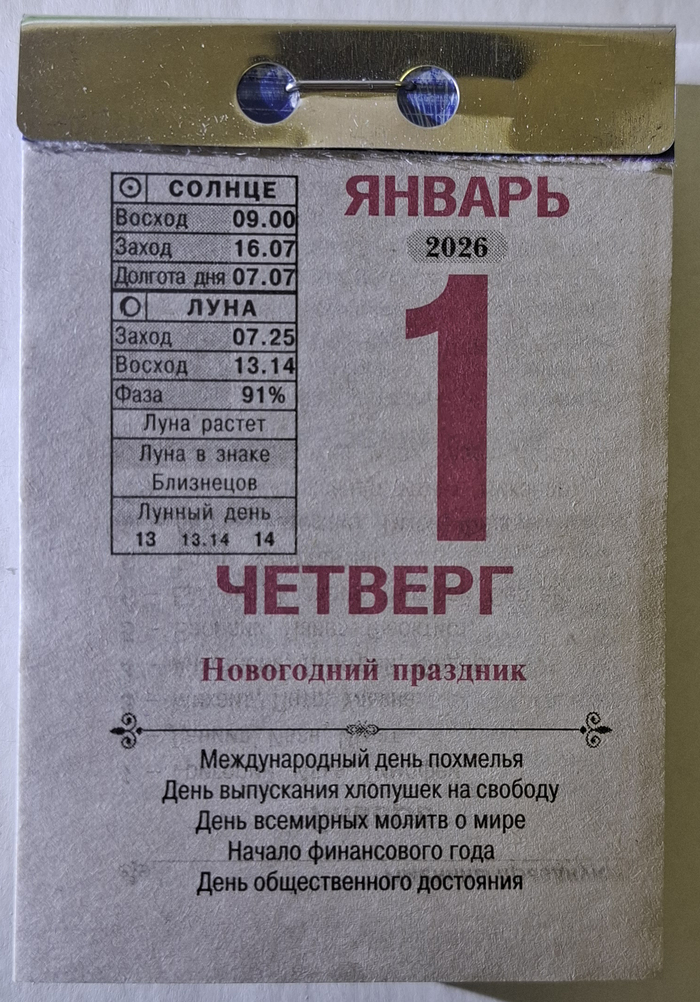 СОЛНЦЕ
Восход 09.00
Заход 16.07
Долгота дня 07.07
ЛУНА
Заход 07.25
Восход 13.14
Фаза 91%
Луна растет
Луна в знаке
Близнецов
Лунный день
13 13.14 14
ЯНВАРЬ
2026
1
ЧЕТВЕРГ
Новогодний праздник
Международный день похмелья
День выпускания хлопушек на свободу
День всемирных молитв о мире
Начало финансового года
День общественного достояния